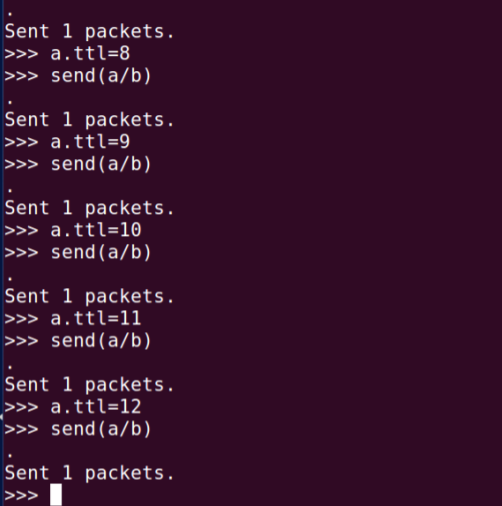 .
Sent 1 packets.
>>> a.ttl=8
>>> send(a/b)
.
Sent 1 packets.
>>> a.ttl=9
>>> send(a/b)
.
Sent 1 packets.
>>> a.ttl=10
>>> send(a/b)
.
Sent 1 packets.
>>> a.ttl=11
>>> send(a/b)
.
Sent 1 packets.
>>> a.ttl=12
>>> send(a/b)
.
Sent 1 packets.
>>>